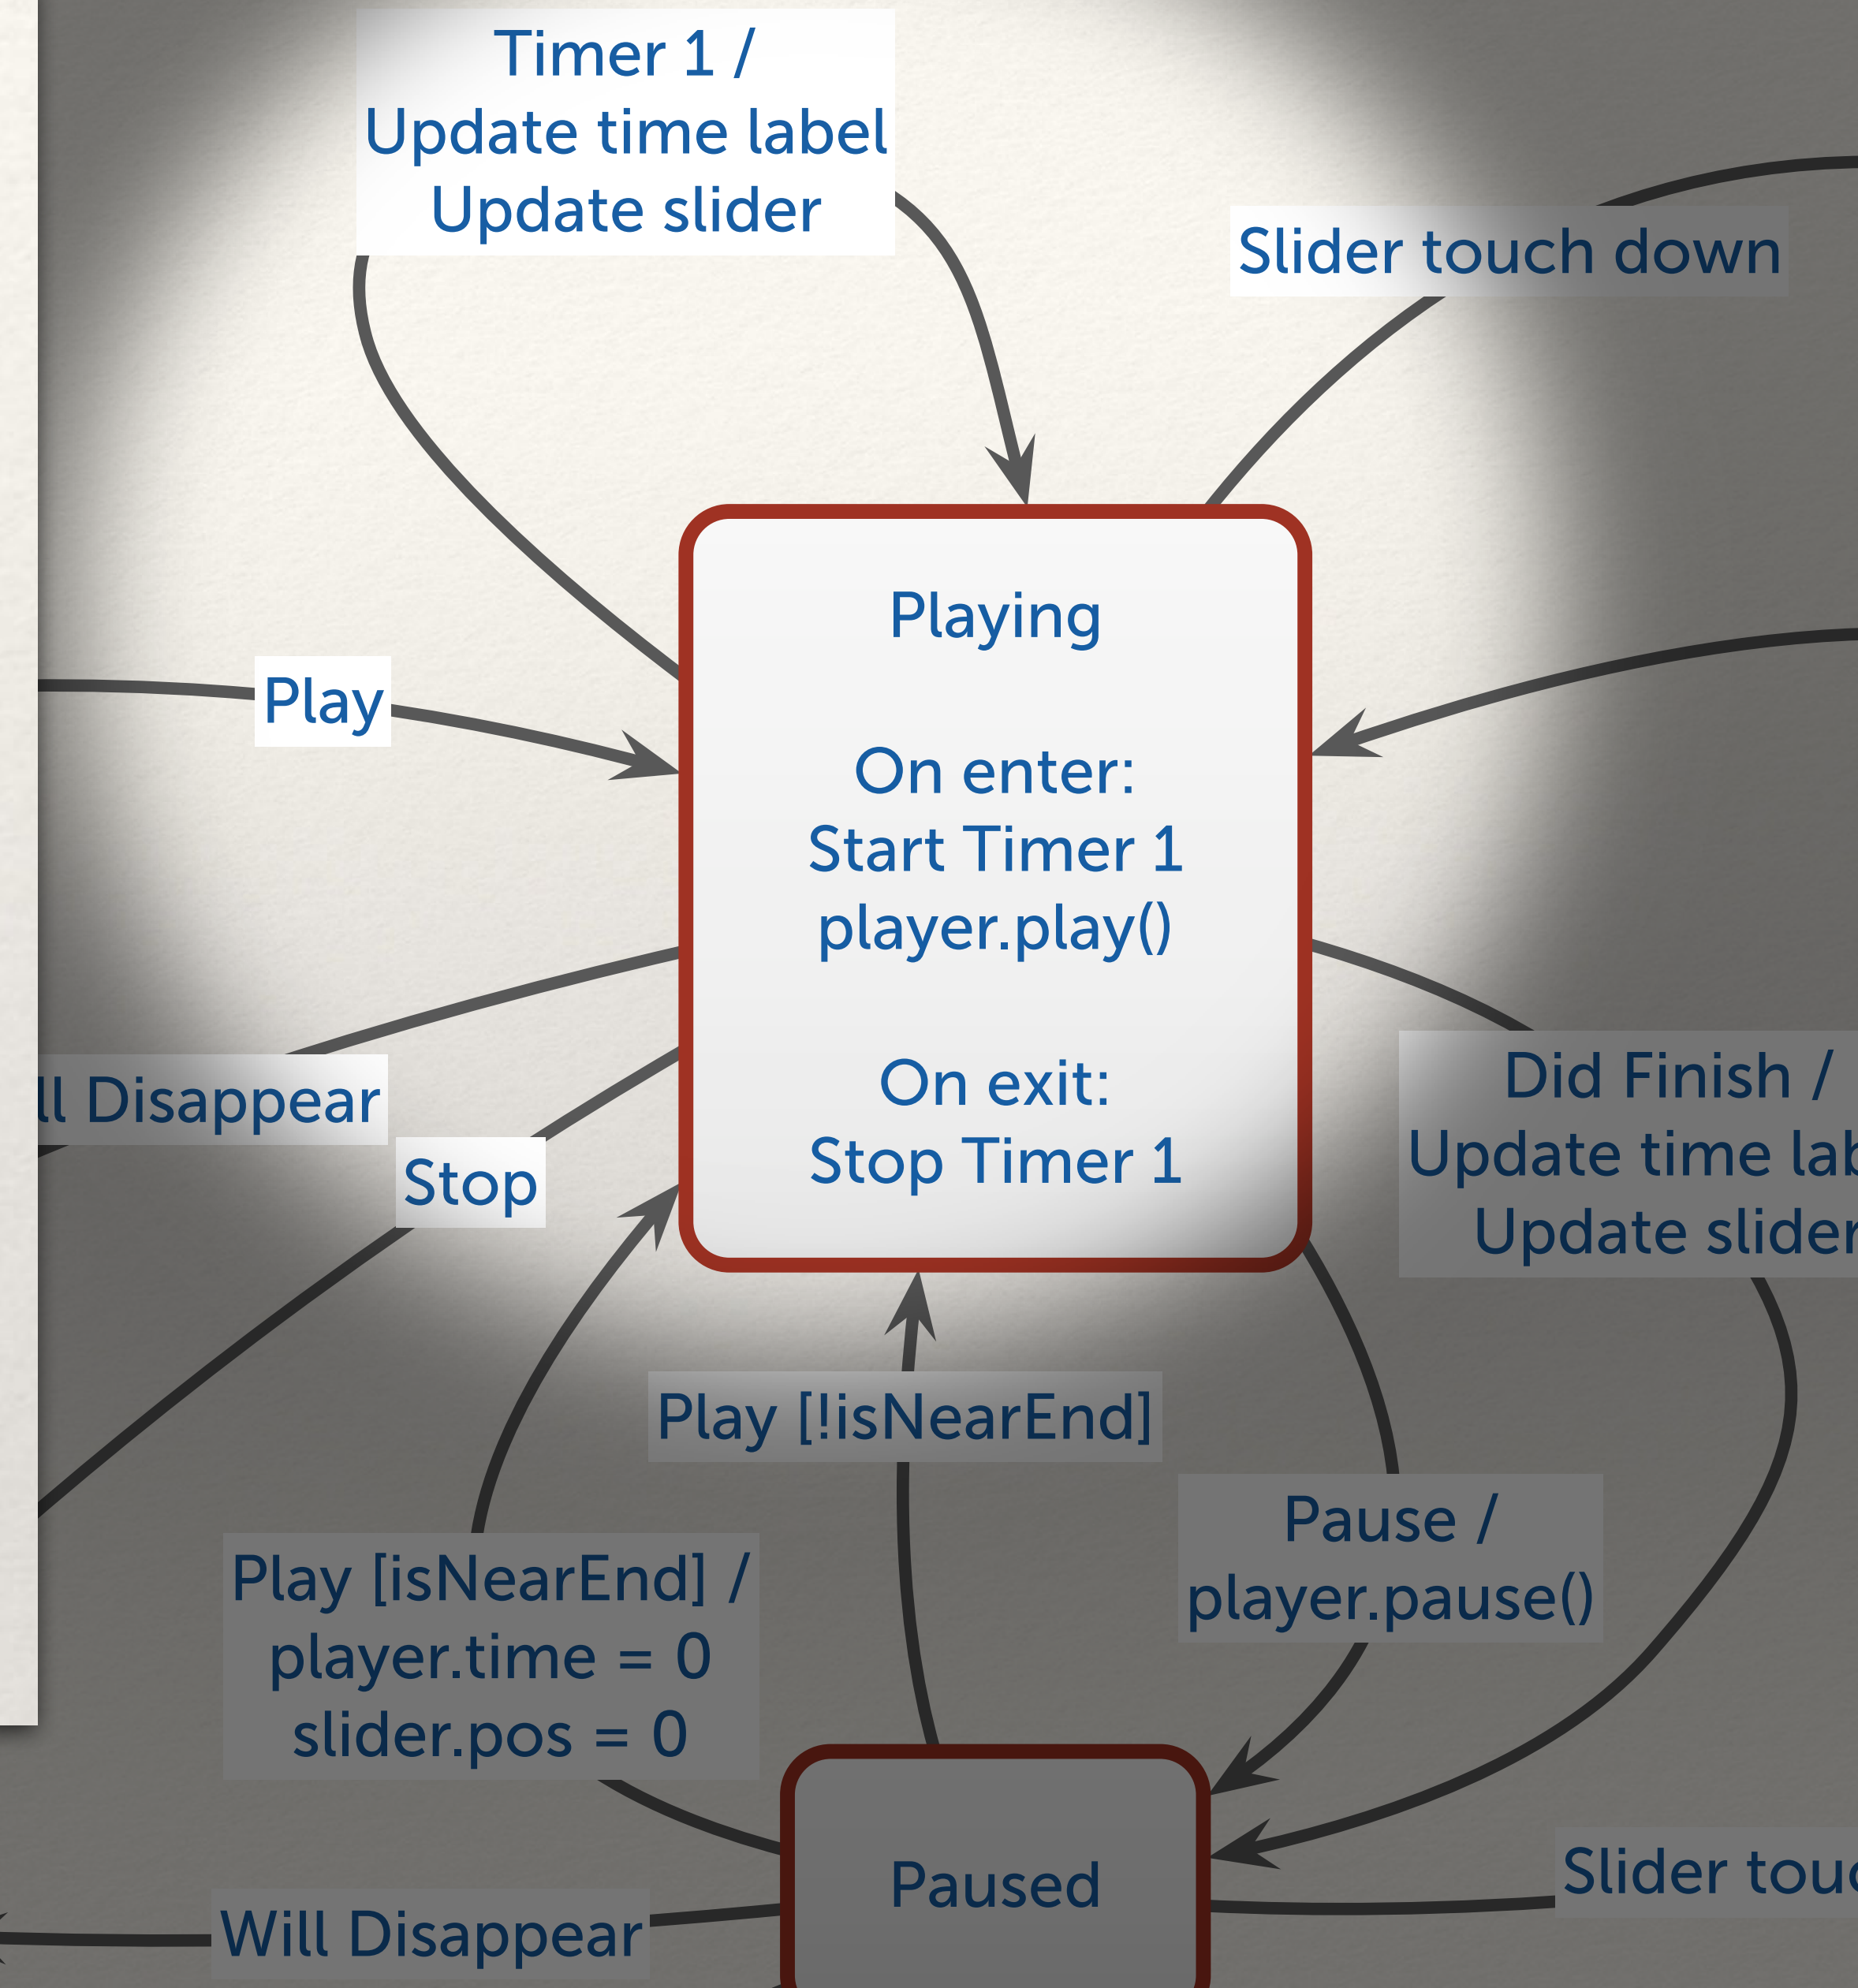 Timer 1 /
Update time label
Update slider
Slider touch down
Play
Playing
On enter:
Start Timer 1
player.play()
On exit:
Stop Timer 1
Disappear
Stop
Did Finish /
Update time
Update slider
Play [!isNearEnd]
Pause /
player.pause()
Play [isNearEnd] /
player.time = 0
slider.pos = 0
Paused
Slider
Will Disappear